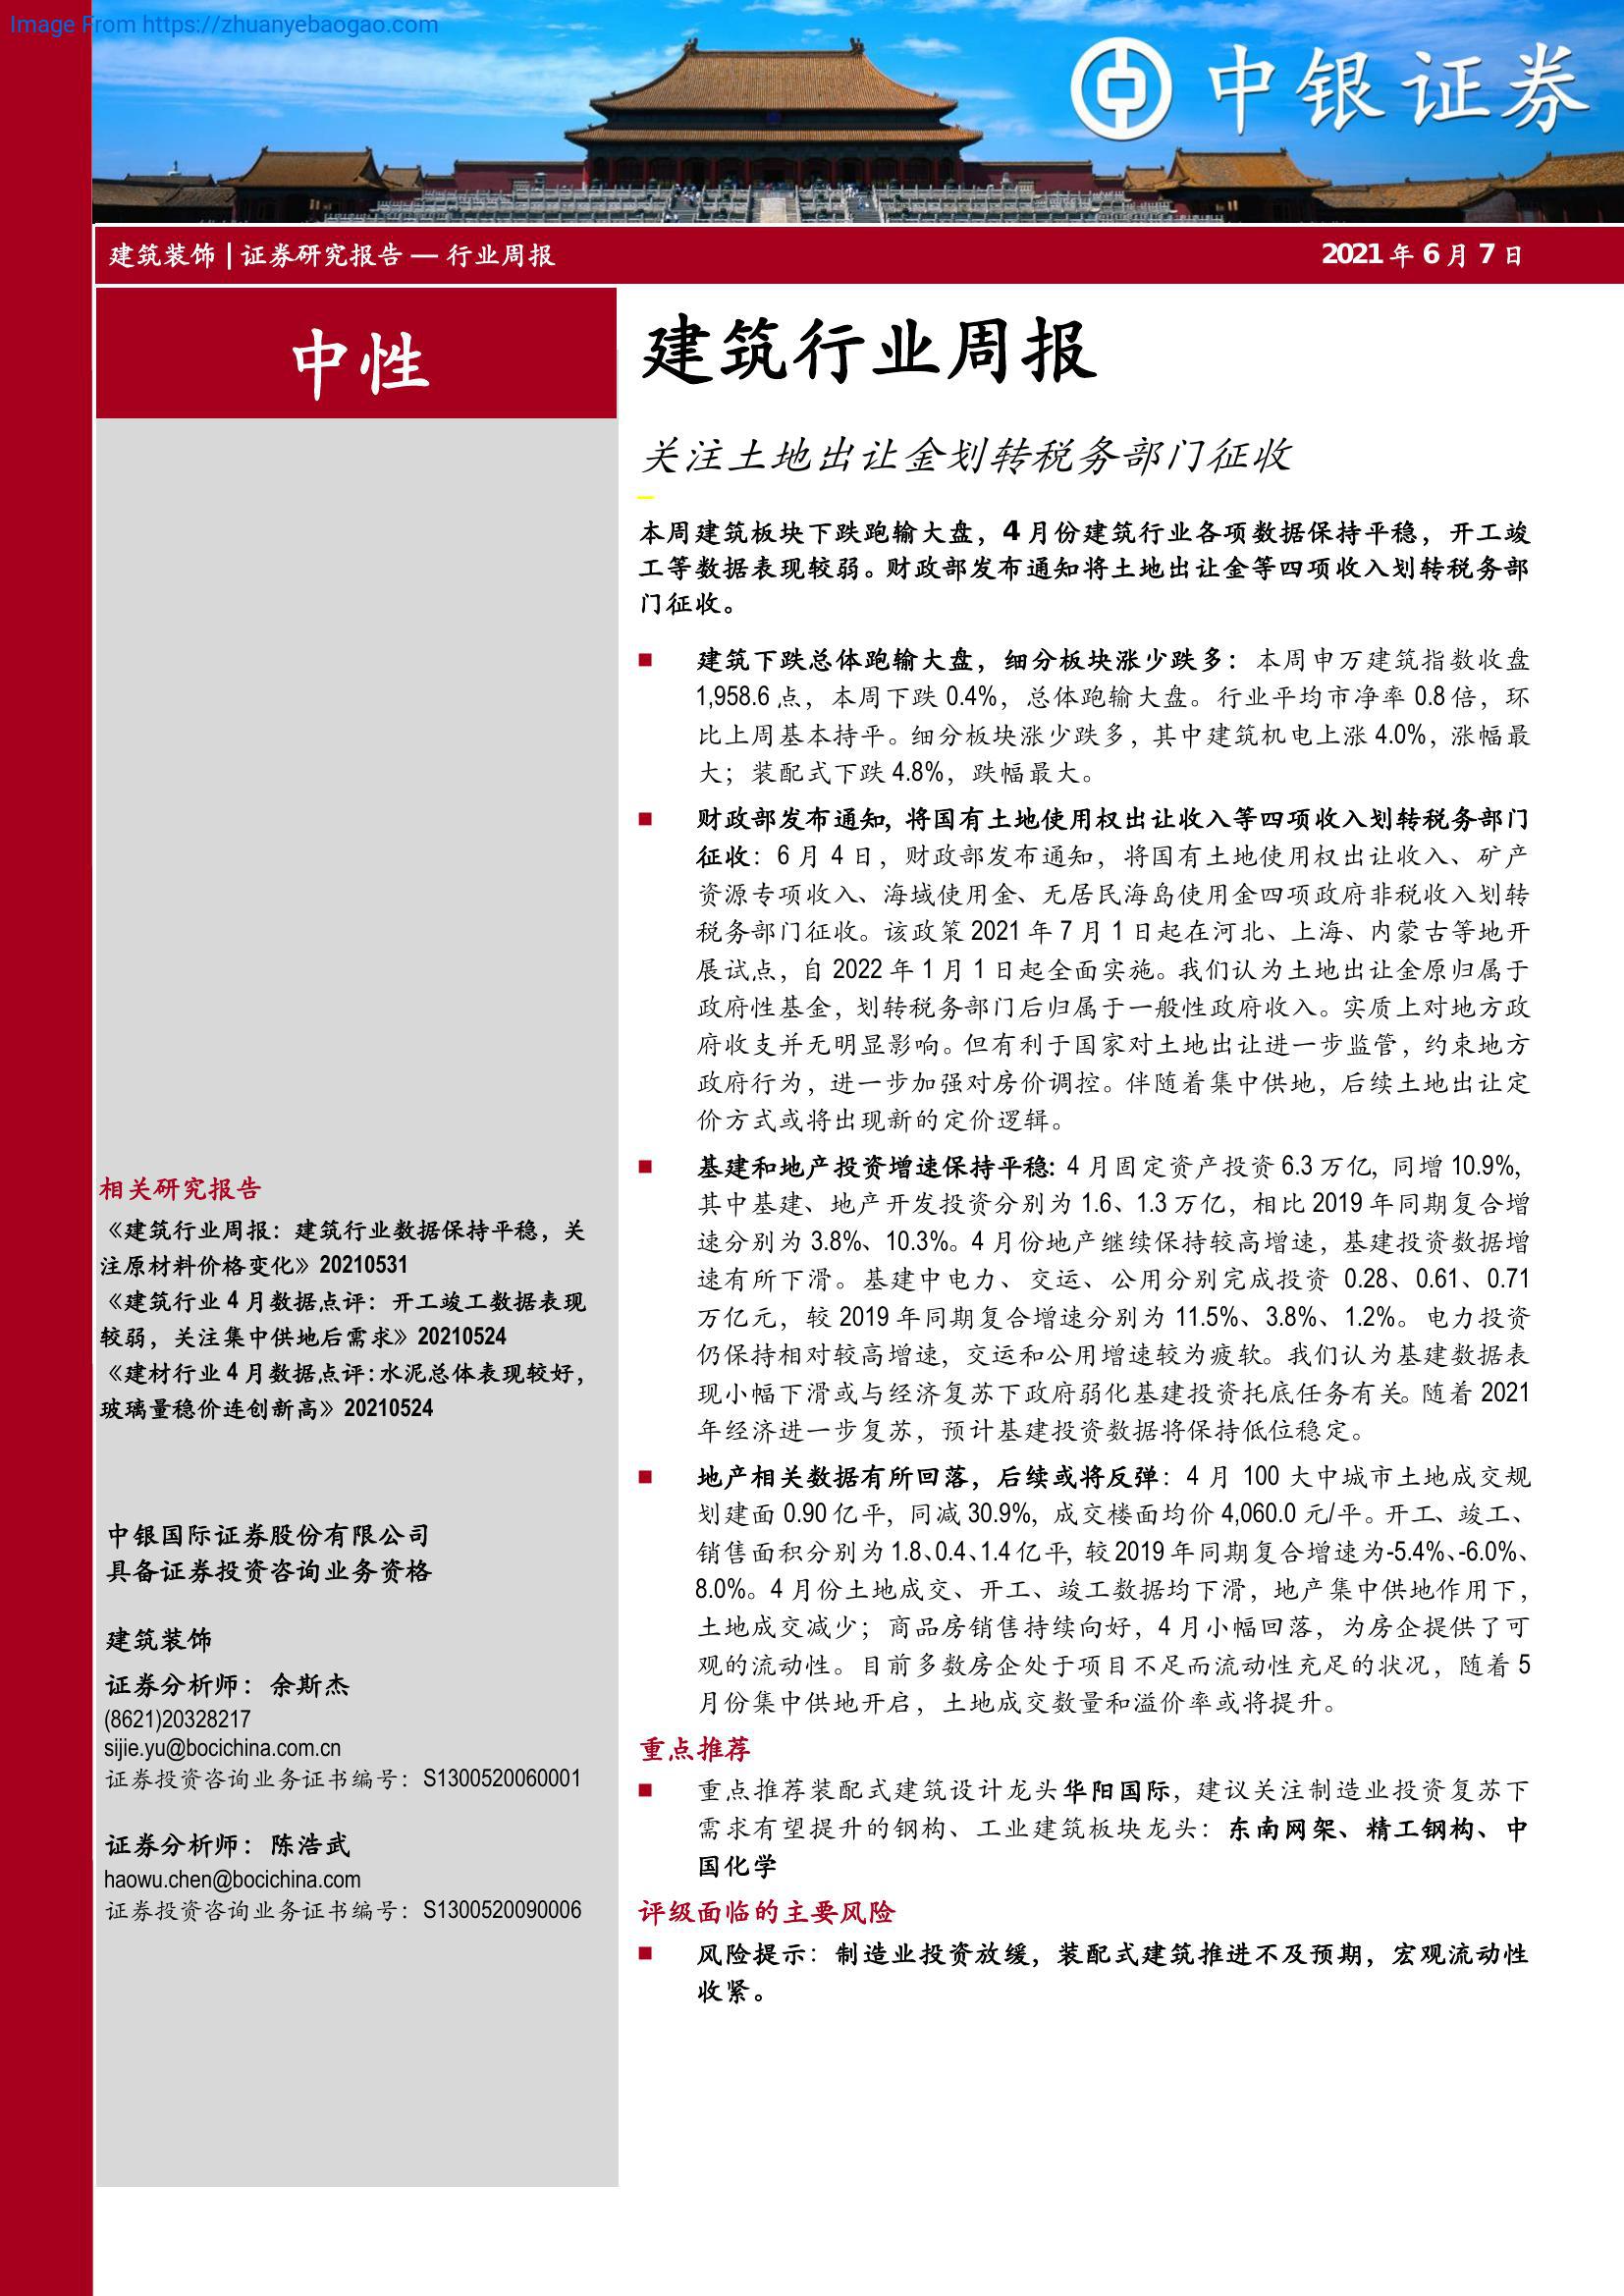 Image From https://zhuanyebaogao.com
中银证券
建筑装饰 | 证券研究报告 — 行业周报
2021 年 6 月 7 日
中性
相关研究报告
《建筑行业周报：建筑行业数据保持平稳，关
注原材料价格变化》20210531
《建筑行业 4 月数据点评：开工竣工数据表现
较弱，关注集中供地后需求》20210524
《建材行业 4 月数据点评：水泥总体表现较好，
玻璃量稳价连创新高》20210524
中银国际证券股份有限公司
具备证券投资咨询业务资格
建筑装饰
证券分析师：余斯杰
(8621)20328217
sijie.yu@bocichina.com.cn
证券投资咨询业务证书编号：S1300520060001
证券分析师：陈浩武
haowu.chen@bocichina.com
证券投资咨询业务证书编号：S1300520090006
建筑行业周报
关注土地出让金划转税务部门征收
本周建筑板块下跌跑输大盘，4 月份建筑行业各项数据保持平稳，开工竣
工等数据表现较弱。财政部发布通知将土地出让金等四项收入划转税务部
门征收。
建筑下跌总体跑输大盘，细分板块涨少跌多：本周申万建筑指数收盘
1,958.6 点，本周下跌 0.4%，总体跑输大盘。行业平均市净率 0.8 倍，环
比上周基本持平。细分板块涨少跌多，其中建筑机电上涨 4.0%，涨幅最
大；装配式下跌 4.8%，跌幅最大。
财政部发布通知，将国有土地使用权出让收入等四项收入划转税务部门
征收：6 月 4 日，财政部发布通知，将国有土地使用权出让收入、矿产
资源专项收入、海域使用金、无居民海岛使用金四项政府非税收入划转
税务部门征收。该政策 2021 年 7 月 1 日起在河北、上海、内蒙古等地开
展试点，自 2022 年 1 月 1 日起全面实施。我们认为土地出让金原归属于
政府性基金，划转税务部门后归属于一般性政府收入。实质上对地方政
府收支并无明显影响。但有利于国家对土地出让进一步监管，约束地方
政府行为，进一步加强对房价调控。伴随着集中供地，后续土地出让定
价方式或将出现新的定价逻辑。
基建和地产投资增速保持平稳：4 月固定资产投资 6.3 万亿，同增 10.9%，
其中基建、地产开发投资分别为 1.6、1.3 万亿，相比 2019 年同期复合增
速分别为 3.8%、10.3%。4 月份地产继续保持较高增速，基建投资数据增
速有所下滑。基建中电力、交运、公用分别完成投资 0.28、0.61、0.71
万亿元，较 2019 年同期复合增速分别为 11.5%、3.8%、1.2%。电力投资
仍保持相对较高增速，交运和公用增速较为疲软。我们认为基建数据表
现小幅下滑或与经济复苏下政府弱化基建投资托底任务有关。随着 2021
年经济进一步复苏，预计基建投资数据将保持低位稳定。
地产相关数据有所回落，后续或将反弹：4 月 100 大中城市土地成交规
划建面 0.90 亿平，同减 30.9%，成交楼面均价 4,060.0 元/平。开工、竣工、
销售面积分别为 1.8、0.4、1.4 亿平，较 2019 年同期复合增速为-5.4%、-6.0%、
8.0%。4 月份土地成交、开工、竣工数据均下滑，地产集中供地作用下，
土地成交减少；商品房销售持续向好，4 月小幅回落，为房企提供了可
观的流动性。目前多数房企处于项目不足而流动性充足的状况，随着 5
月份集中供地开启，土地成交数量和溢价率或将提升。
重点推荐
重点推荐装配式建筑设计龙头华阳国际，建议关注制造业投资复苏下
需求有望提升的钢构、工业建筑板块龙头：东南网架、精工钢构、中
国化学
评级面临的主要风险
风险提示：制造业投资放缓，装配式建筑推进不及预期，宏观流动性
收紧。